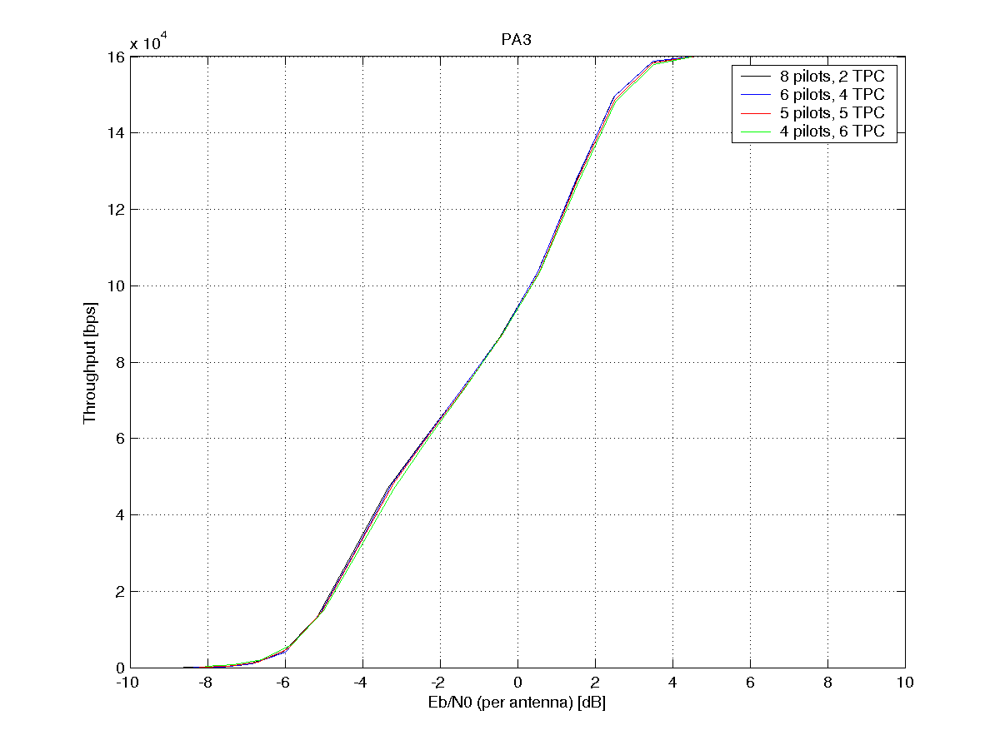 PA3
x 10^4
16
14
12
10
8
6
4
2
0
Throughput [bps]
8 pilots, 2 TPC
6 pilots, 4 TPC
5 pilots, 5 TPC
4 pilots, 6 TPC
-10 -8 -6 -4 -2 0 2 4 6 8 10
Eb/N0 (per antenna) [dB]